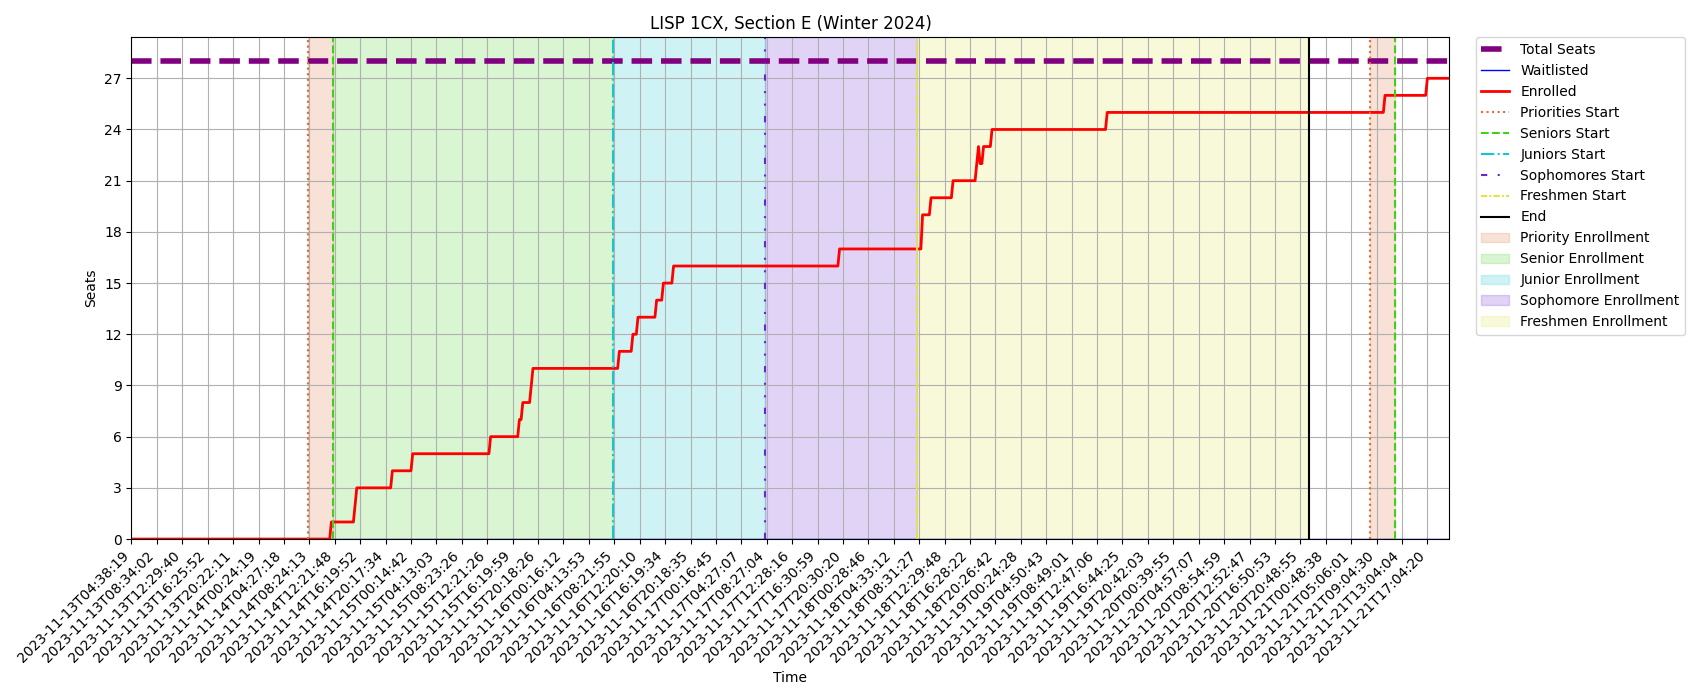 LISP 1CX, Section E (Winter 2024)
Total Seats
Waitlisted
Enrolled
Priorities Start
Seniors Start
Juniors Start
Sophomores Start
Freshmen Start
End
Priority Enrollment
Senior Enrollment
Junior Enrollment
Sophomore Enrollment
Freshmen Enrollment
Seats
27
24
21
18
15
12
9
6
3
0
2023-11-13T04:38:19
2023-11-13T08:34:02
2023-11-13T12:29:40
2023-11-13T16:25:52
2023-11-13T20:22:11
2023-11-14T00:24:19
2023-11-14T04:27:18
2023-11-14T08:24:13
2023-11-14T12:21:48
2023-11-14T16:19:52
2023-11-14T20:17:34
2023-11-15T00:14:42
2023-11-15T04:13:03
2023-11-15T08:23:26
2023-11-15T12:21:26
2023-11-15T16:19:59
2023-11-15T20:18:26
2023-11-16T00:16:12
2023-11-16T04:13:53
2023-11-16T08:21:55
2023-11-16T12:20:10
2023-11-16T16:19:34
2023-11-16T20:18:35
2023-11-17T00:16:45
2023-11-17T04:27:07
2023-11-17T08:27:04
2023-11-17T12:28:16
2023-11-17T16:30:59
2023-11-17T20:30:20
2023-11-18T00:28:46
2023-11-18T04:33:12
2023-11-18T08:31:27
2023-11-18T12:29:48
2023-11-18T16:28:22
2023-11-18T20:26:42
2023-11-19T00:24:28
2023-11-19T04:50:43
2023-11-19T08:49:01
2023-11-19T12:47:06
2023-11-19T16:44:25
2023-11-19T20:42:03
2023-11-20T00:39:55
2023-11-20T04:57:07
2023-11-20T08:54:59
2023-11-20T12:52:47
2023-11-20T16:50:53
2023-11-20T20:48:55
2023-11-21T00:48:38
2023-11-21T05:06:01
2023-11-21T09:04:30
2023-11-21T13:04:04
2023-11-21T17:04:20
Time